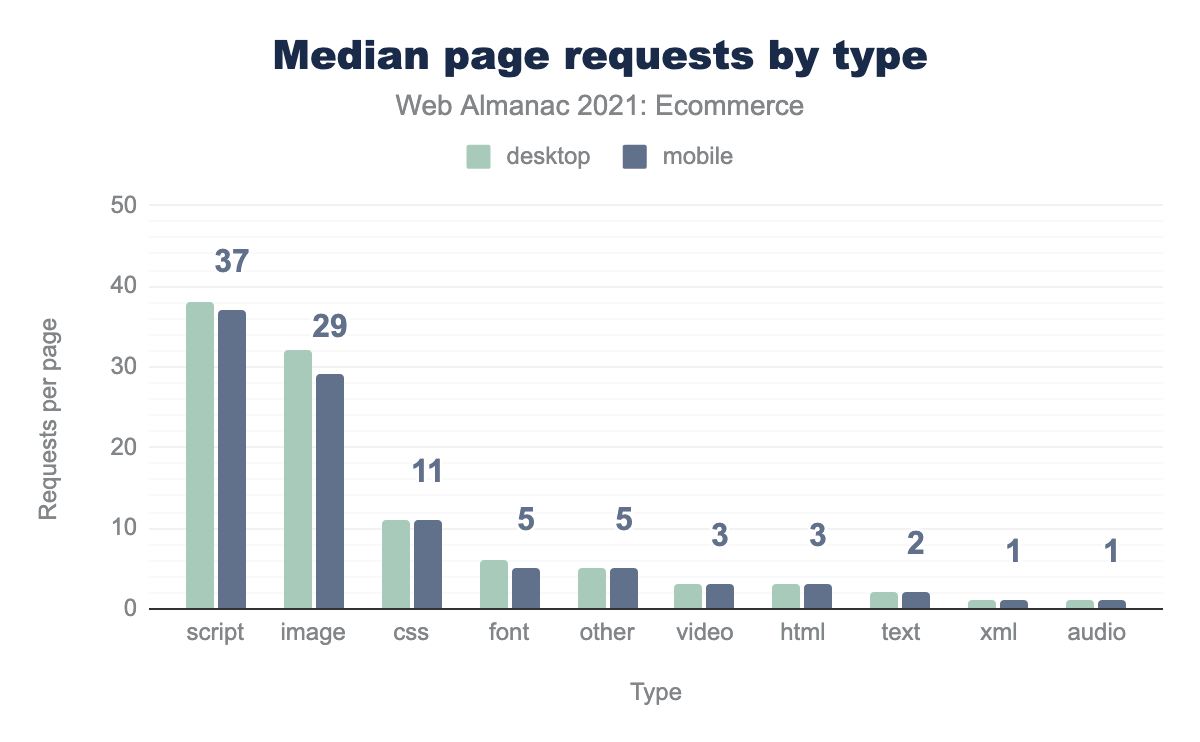 Median page requests by type
Web Almanac 2021: Ecommerce
desktop mobile
50
40
30
20
10
0
Requests per page
37 29 11 5 5 3 3 2 1 1
script image css font other video html text xml audio
Type